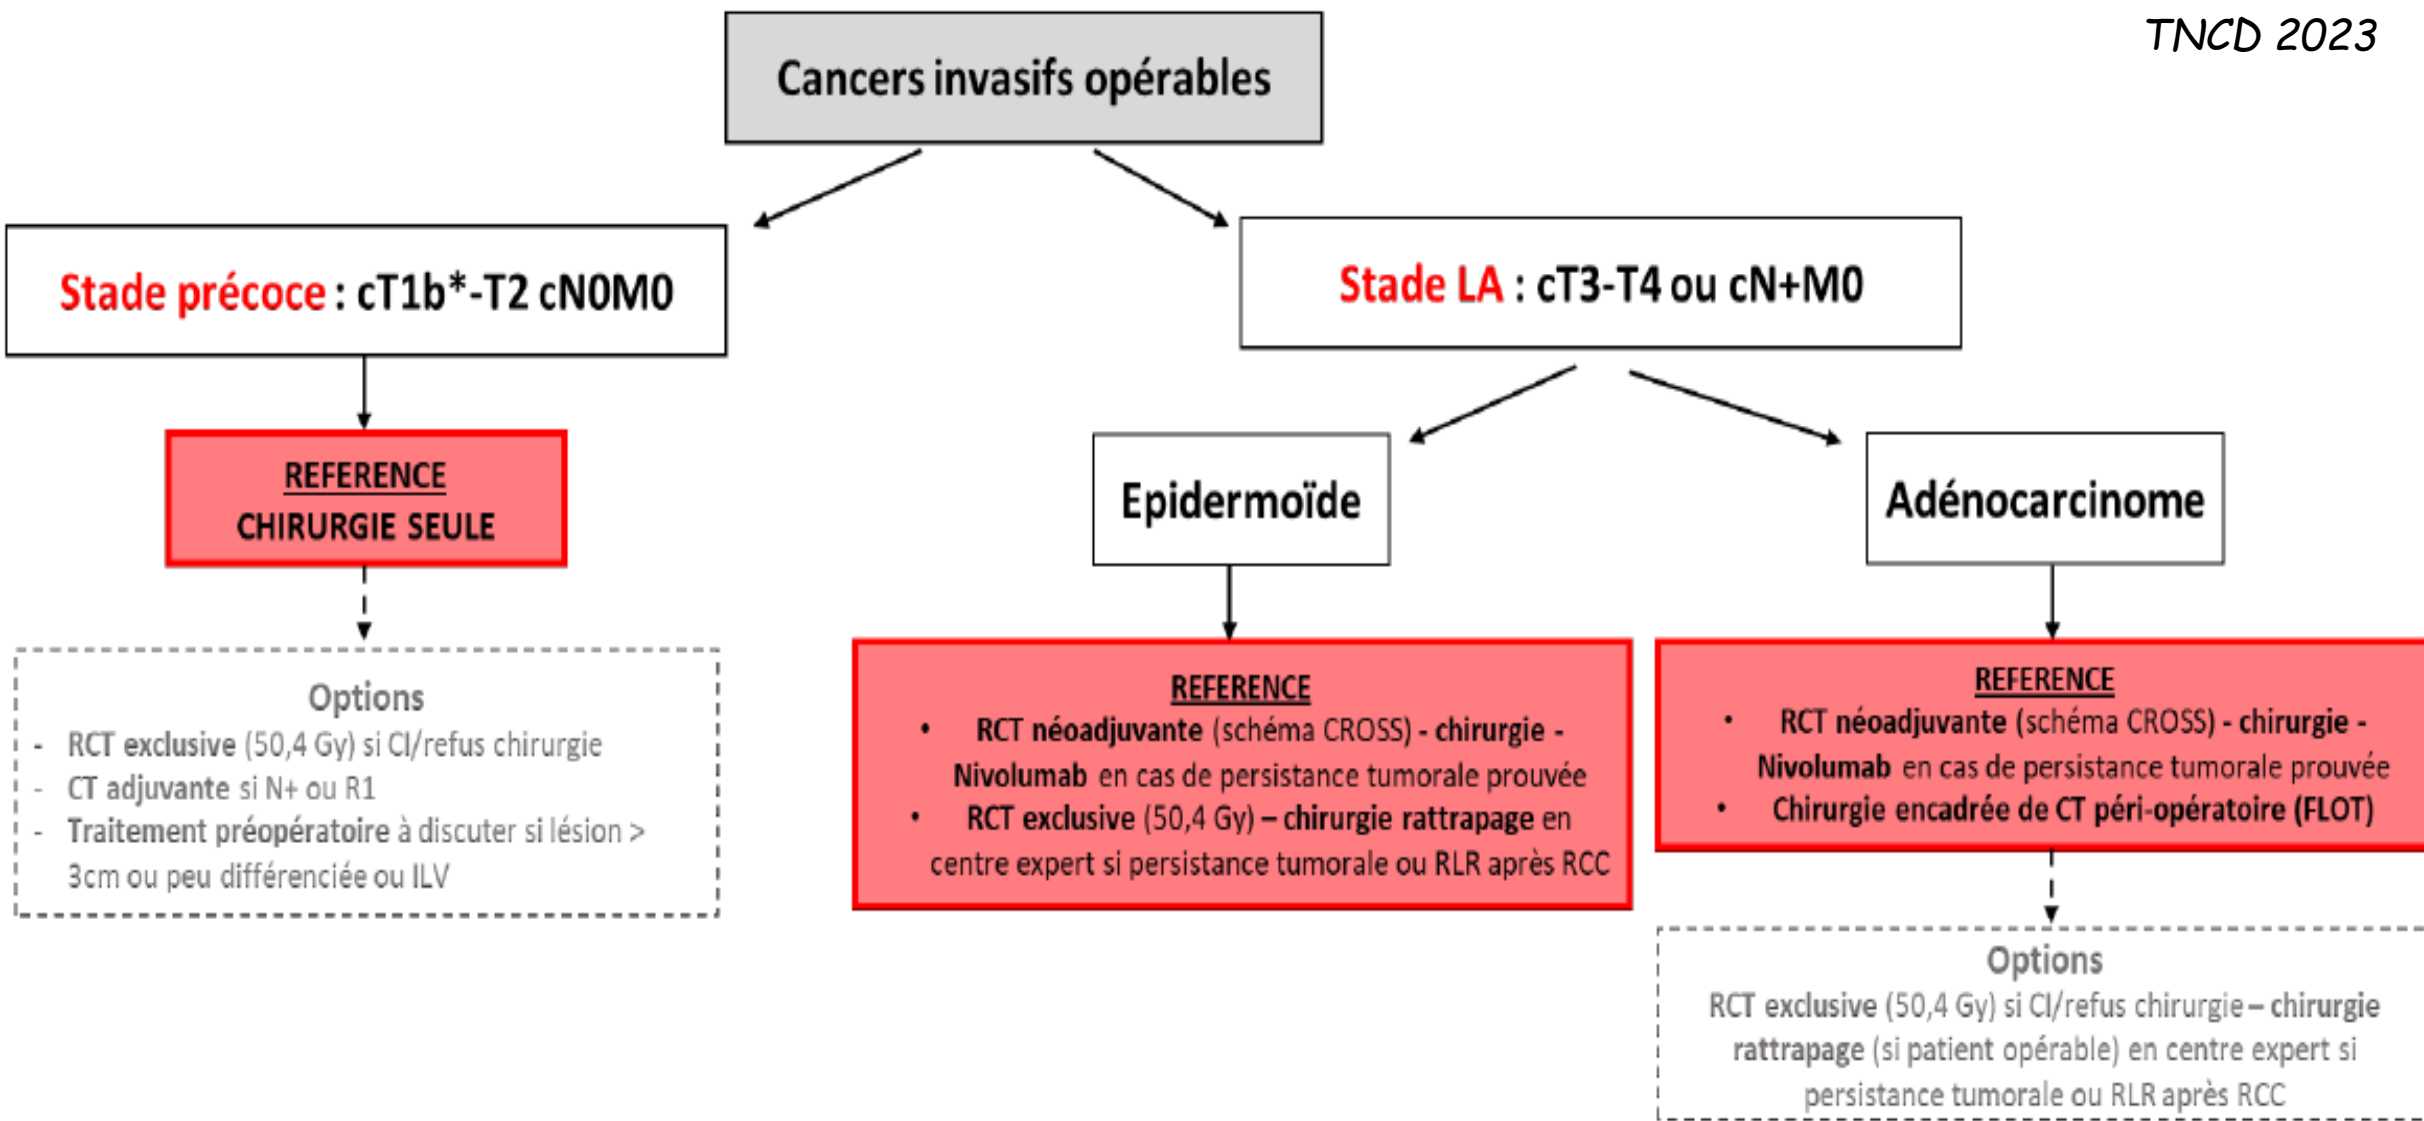 TNCD 2023
Cancers invasifs opérables
Stade précoce : cT1b*-T2 cN0M0
Stade LA : cT3-T4 ou cN+M0
REFERENCE
CHIRURGIE SEULE
Epidermoïde
Adénocarcinome
Options
- RCT exclusive (50,4 Gy) si CI/refus chirurgie
- CT adjuvante si N+ ou R1
- Traitement préopératoire à discuter si lésion >
3cm ou peu différenciée ou ILV
REFERENCE
• RCT néoadjuvante (schéma CROSS) - chirurgie -
Nivolumab en cas de persistance tumorale prouvée
• RCT exclusive (50,4 Gy) – chirurgie rattrapage en
centre expert si persistance tumorale ou RLR après RCC
REFERENCE
• RCT néoadjuvante (schéma CROSS) - chirurgie -
Nivolumab en cas de persistance tumorale prouvée
• Chirurgie encadrée de CT péri-opératoire (FLOT)
Options
RCT exclusive (50,4 Gy) si CI/refus chirurgie – chirurgie
rattrapage (si patient opérable) en centre expert si
persistance tumorale ou RLR après RCC